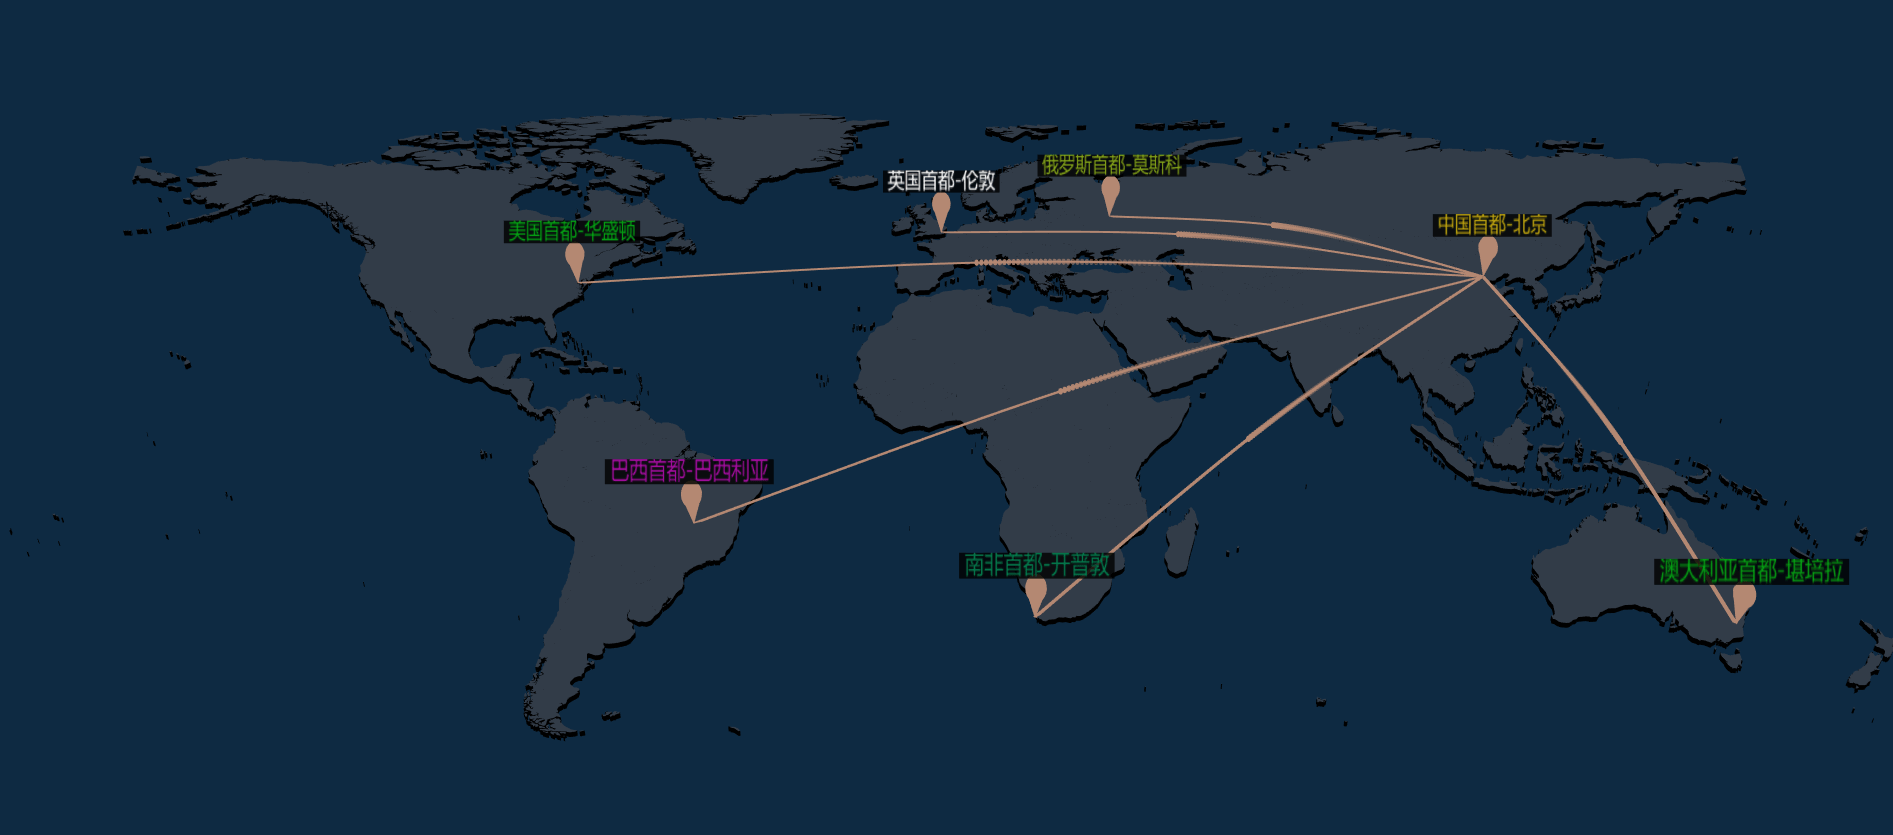 俄罗斯首都-莫斯科
英国首都-伦敦
中国首都-北京
美国首都-华盛顿
巴西首都-巴西利亚
南非首都-开普敦
澳大利亚首都-堪培拉